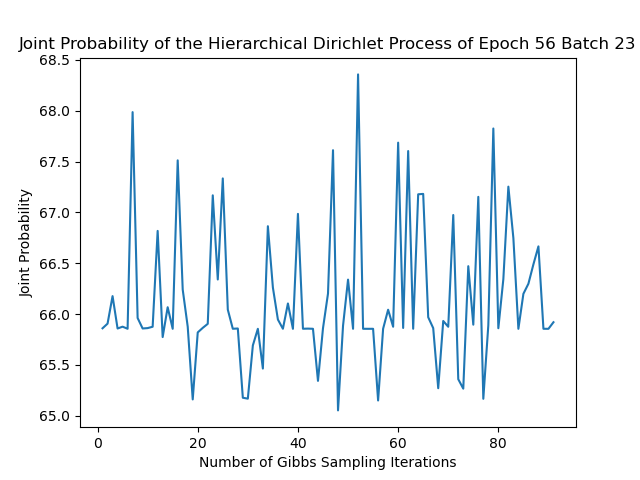 Joint Probability of the Hierarchical Dirichlet Process of Epoch 56 Batch 23
68.5
68.0
67.5
67.0
66.5
66.0
65.5
65.0
Joint Probability
0 20 40 60 80
Number of Gibbs Sampling Iterations